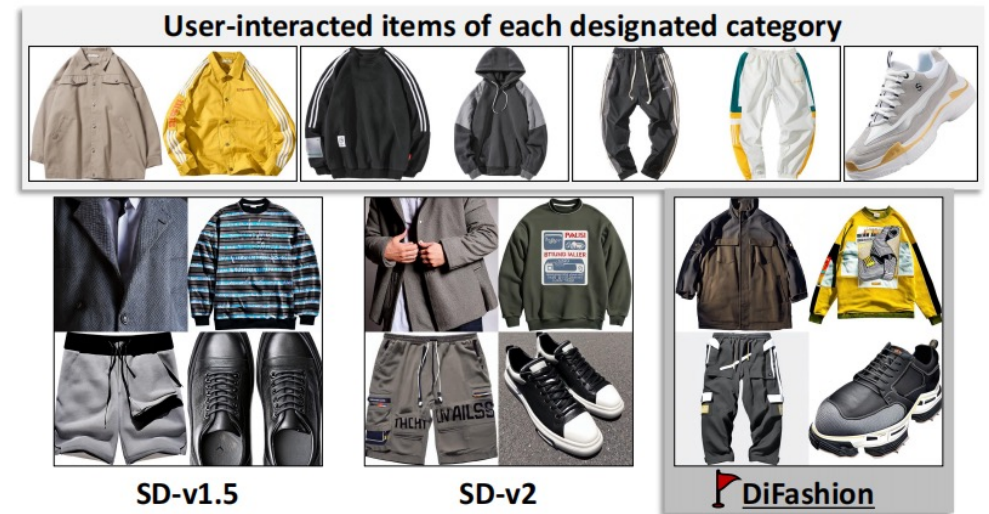 User-interacted items of each designated category
S
SD-v1.5
SD-v2
DiFashion